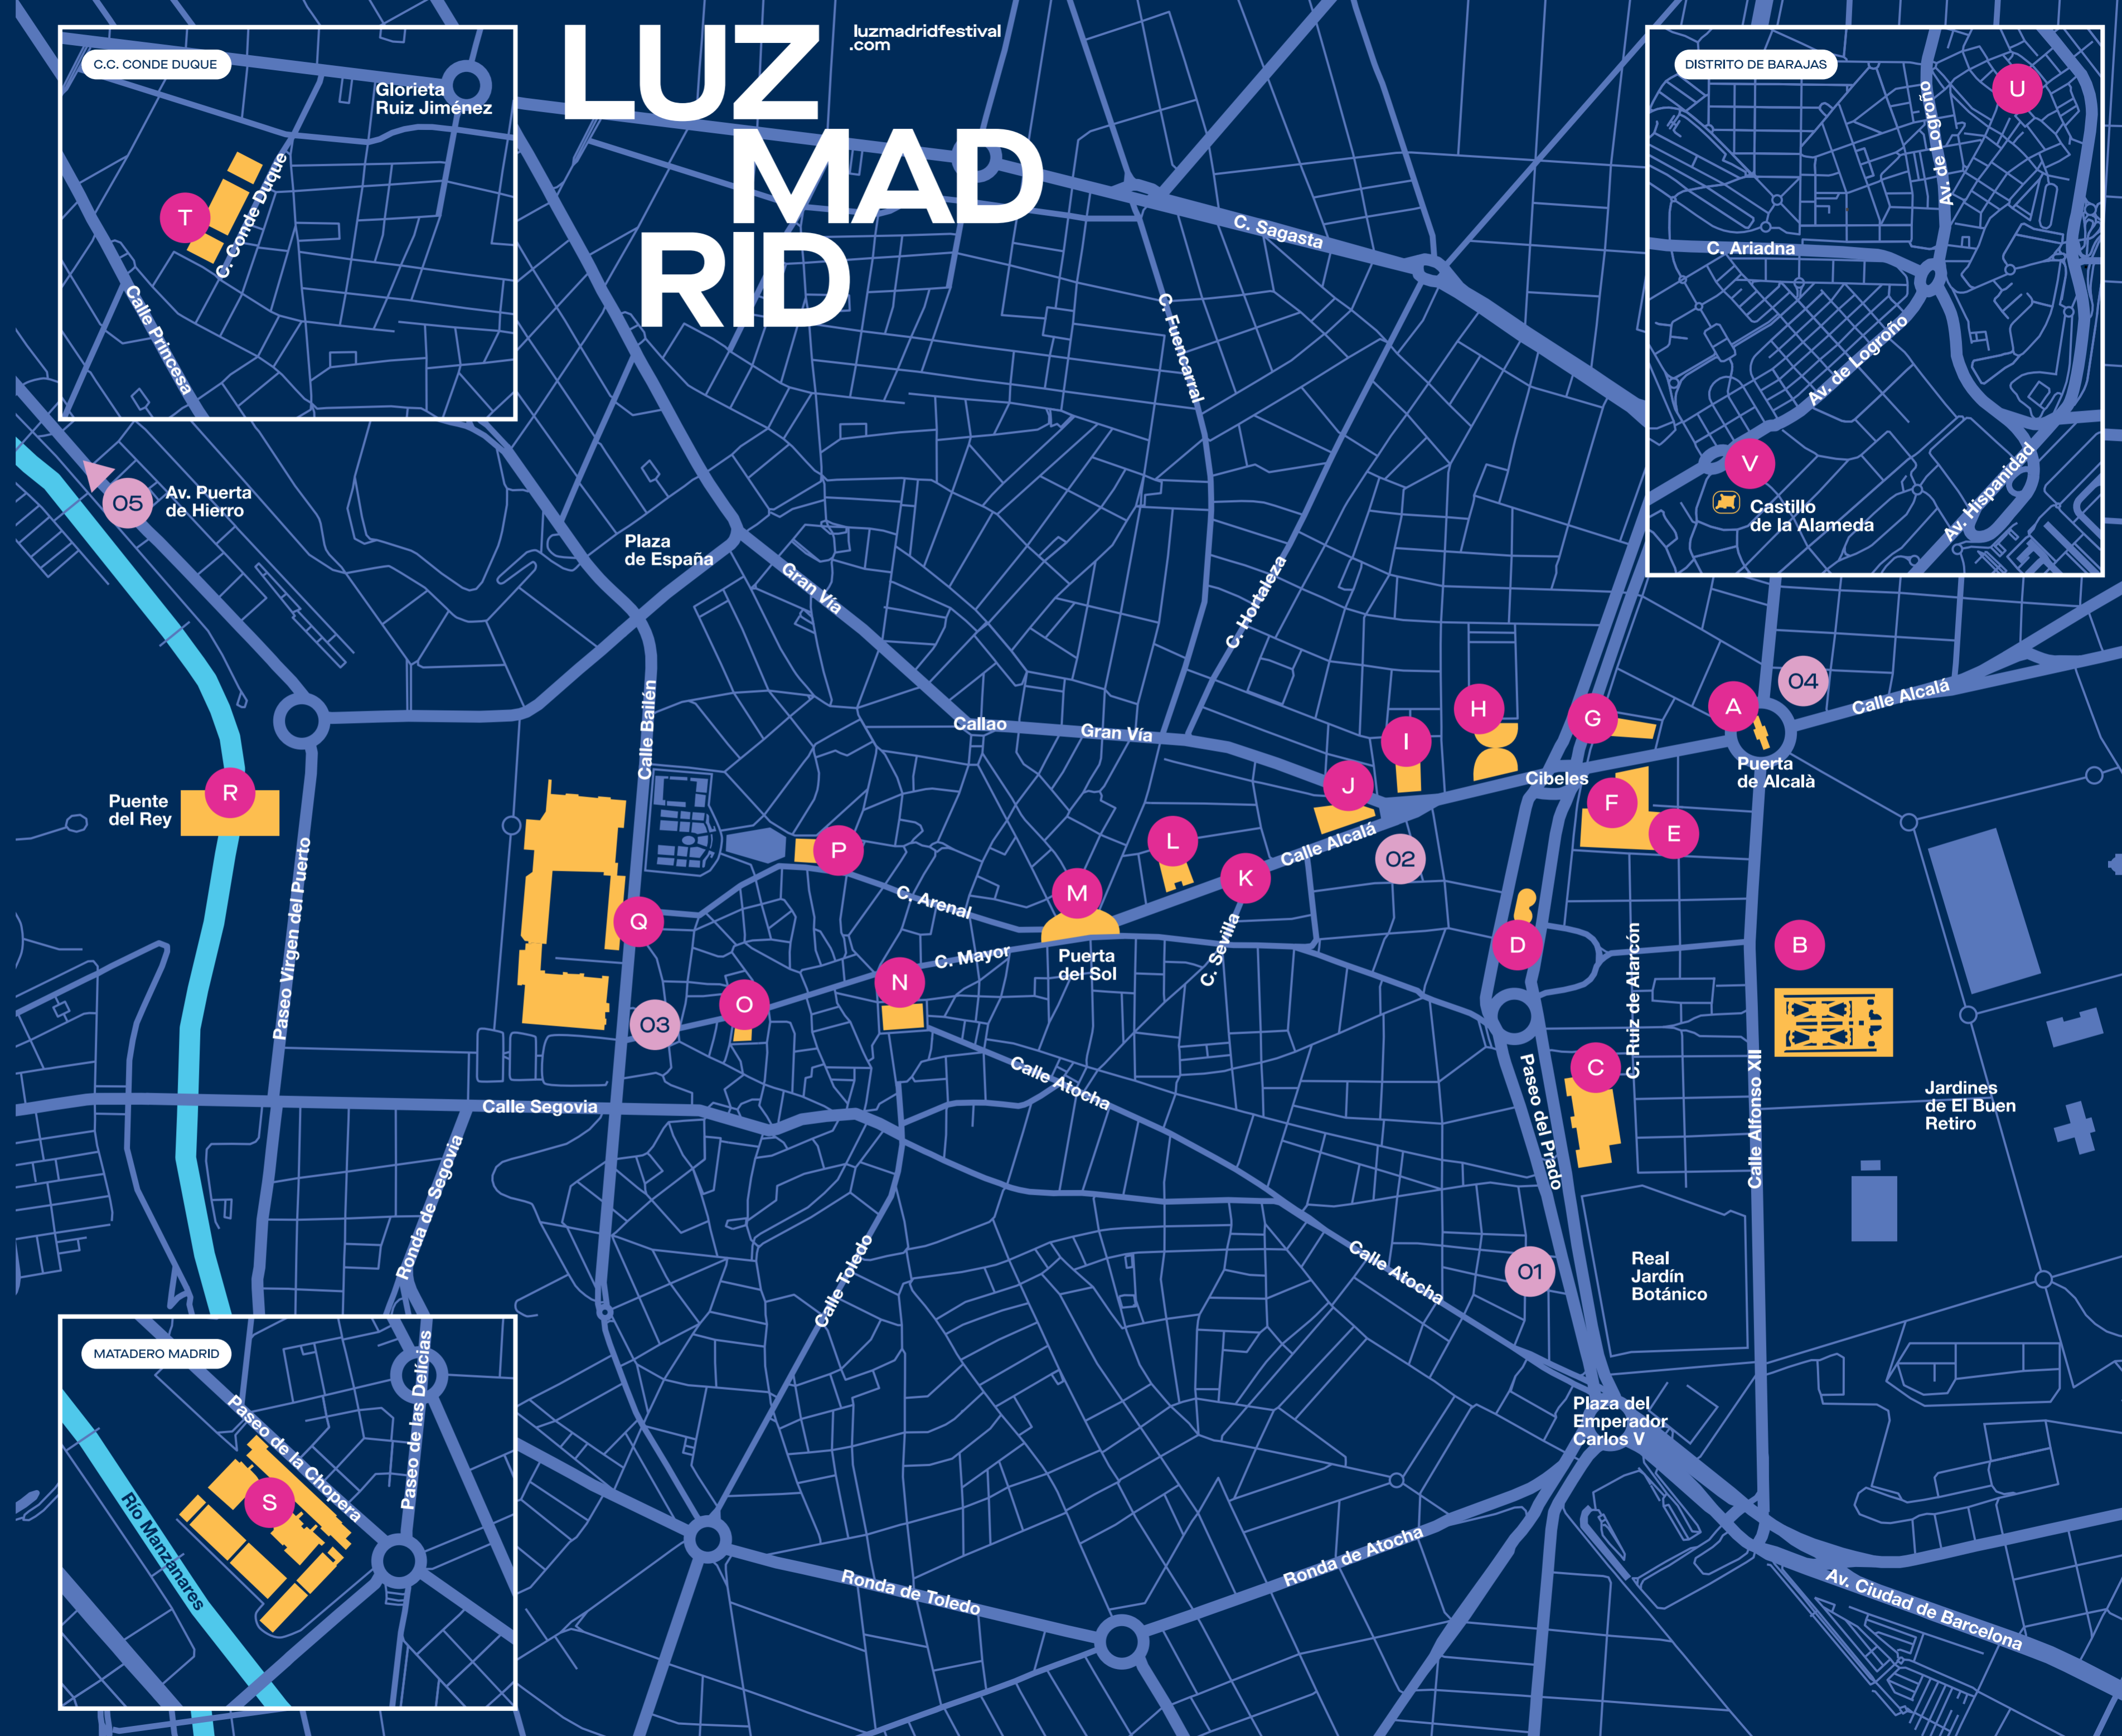 LUZ
MAD
RID
luzmadridfestival
.com
C.C. CONDE DUQUE
Glorieta
Ruiz Jiménez
T
C. Conde Duque
Calle Princesa
DISTRITO DE BARAJAS
U
Av. de Logroño
C. Ariadna
Av. de Logroño
V
Castillo
de la Alameda
Av. Hispanidad
C. Sagasta
C. Fuencarral
C. Hortaleza
05
Av. Puerta
de Hierro
Plaza
de España
Gran Vía
Callao
Gran Vía
Calle Bailén
H
I
J
G
A
04
Calle Alcalá
Puerta
de Alcalà
Cibeles
F
E
Puente
del Rey
R
Paseo Virgen del Puerto
P
C. Arenal
L
K
Calle Alcalá
02
M
Puerta
del Sol
Q
C. Mayor
C. Sevilla
N
O
03
D
B
C. Ruiz de Alarcón
C
Paseo del Prado
Calle Alfonso XII
Jardines
de El Buen
Retiro
Calle Segovia
Calle Atocha
Ronda de Segovia
Calle Toledo
Calle Atocha
01
Real
Jardín
Botánico
Plaza del
Emperador
Carlos V
MATADERO MADRID
Paseo de las Delícias
Paseo de la Chopera
S
Río Manzanares
Ronda de Toledo
Ronda de Atocha
Av. Ciudad de Barcelona